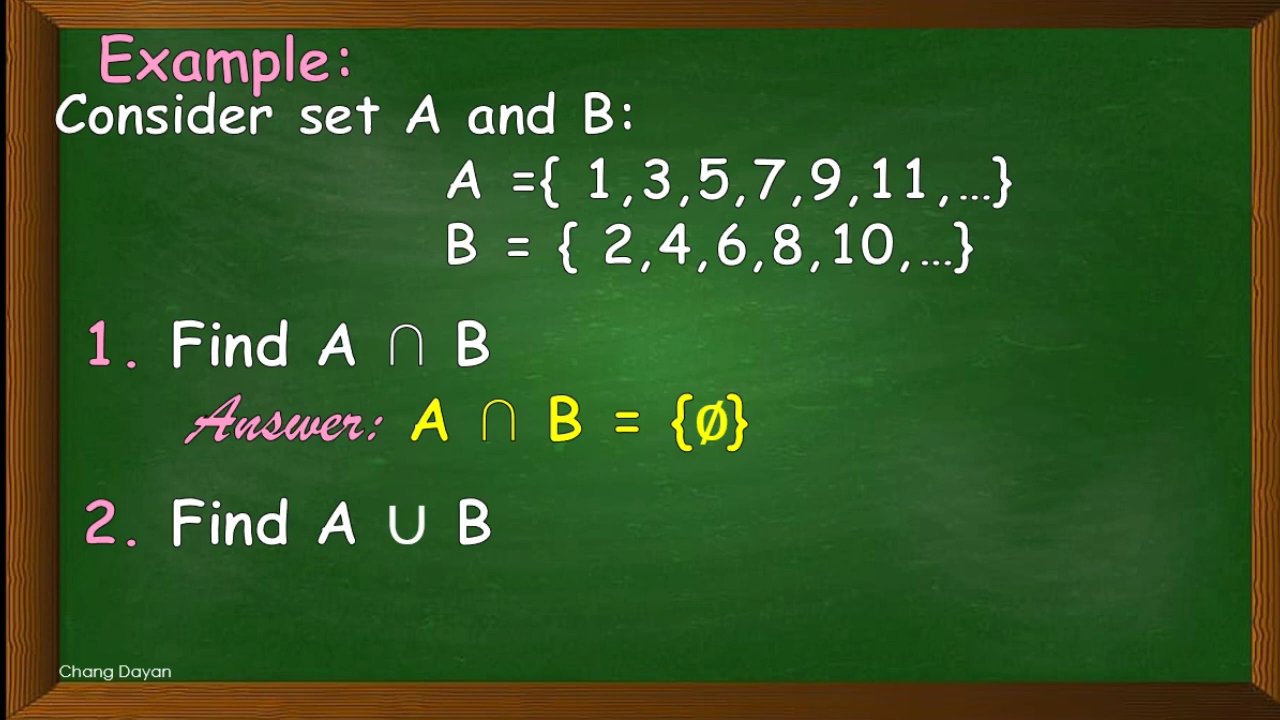 Example:
Consider set A and B:
A ={ 1,3,5,7,9,11,...}
B = { 2,4,6,8,10,...}
1. Find A ∩ B
Answer: A ∩ B = {∅}
2. Find A ∪ B
Chang Dayan